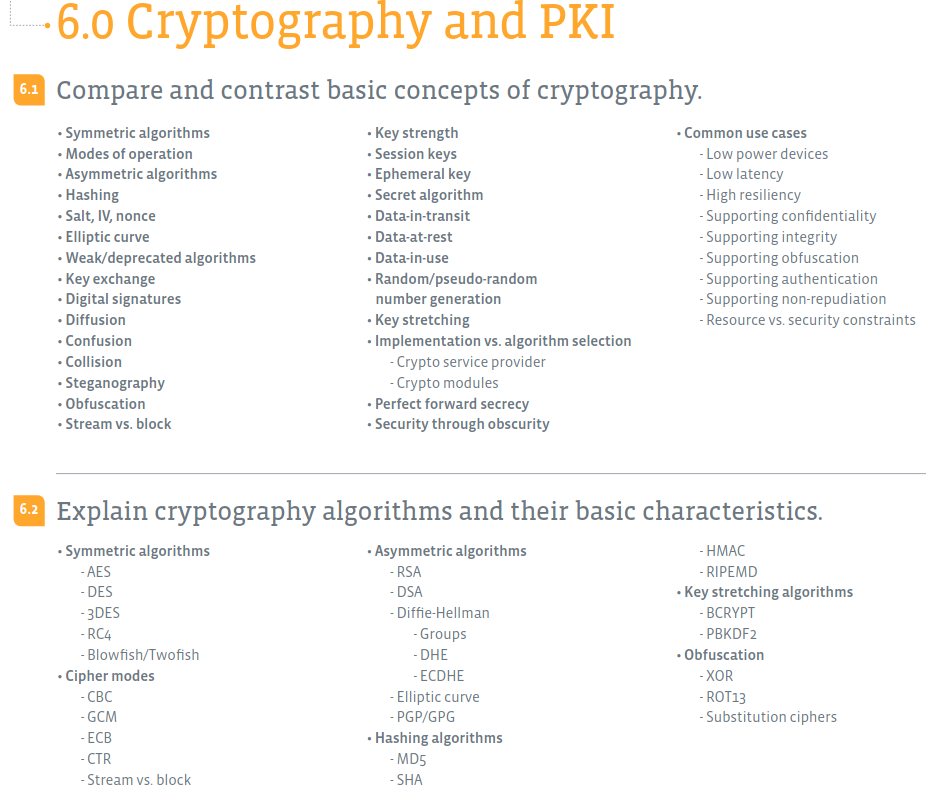 6.0 Cryptography and PKI
6.1 Compare and contrast basic concepts of cryptography.
• Symmetric algorithms
• Modes of operation
• Asymmetric algorithms
• Hashing
• Salt, IV, nonce
• Elliptic curve
• Weak/deprecated algorithms
• Key exchange
• Digital signatures
• Diffusion
• Confusion
• Collision
• Steganography
• Obfuscation
• Stream vs. block
• Key strength
• Session keys
• Ephemeral key
• Secret algorithm
• Data-in-transit
• Data-at-rest
• Data-in-use
• Random/pseudo-random
number generation
• Key stretching
• Implementation vs. algorithm selection
- Crypto service provider
- Crypto modules
• Perfect forward secrecy
• Security through obscurity
• Common use cases
- Low power devices
- Low latency
- High resiliency
- Supporting confidentiality
- Supporting integrity
- Supporting obfuscation
- Supporting authentication
- Supporting non-repudiation
- Resource vs. security constraints
6.2 Explain cryptography algorithms and their basic characteristics.
• Symmetric algorithms
- AES
- DES
- 3DES
- RC4
- Blowfish/Twofish
• Cipher modes
- CBC
- GCM
- ECB
- CTR
- Stream vs. block
• Asymmetric algorithms
- RSA
- DSA
- Diffie-Hellman
- Groups
- DHE
- ECDHE
- Elliptic curve
- PGP/GPG
• Hashing algorithms
- MD5
- SHA
- HMAC
- RIPEMD
• Key stretching algorithms
- BCRYPT
- PBKDF2
• Obfuscation
- XOR
- ROT13
- Substitution ciphers